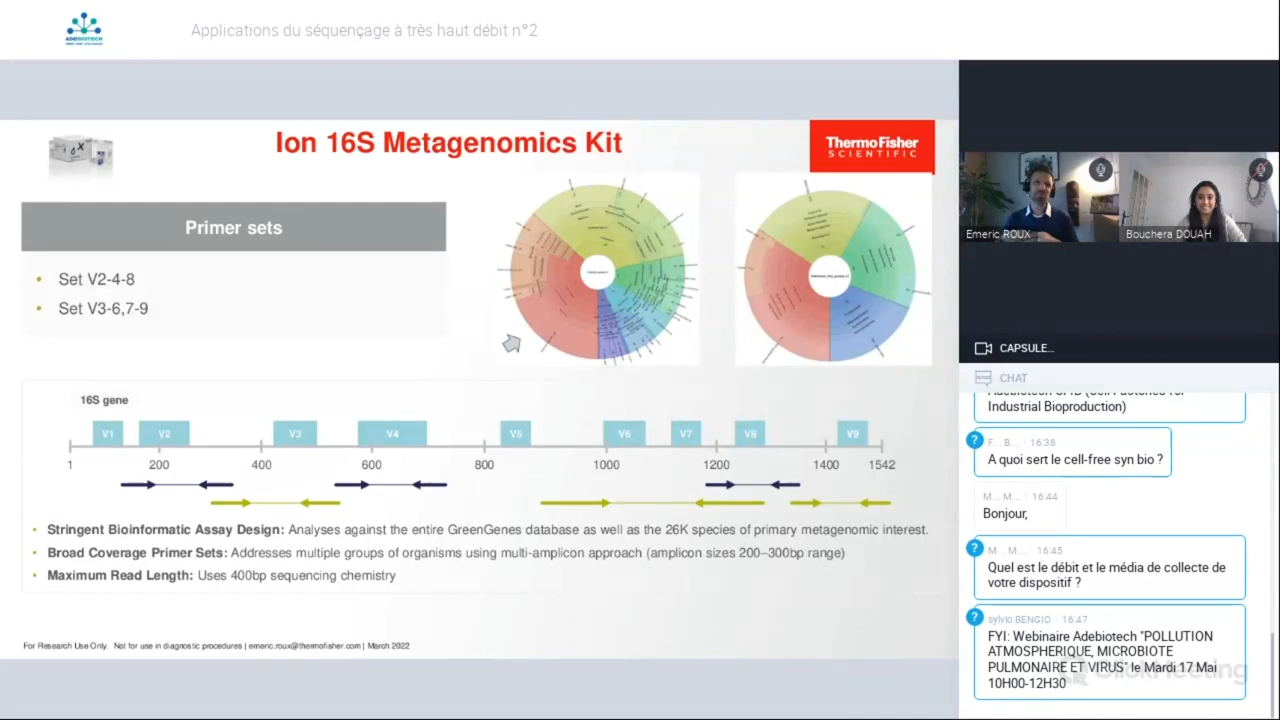 ADEBIOTECH
Applications du séquençage à très haut débit n°2
Ion 16S Metagenomics Kit
ThermoFisher
SCIENTIFIC
Primer sets
• Set V2-4-8
• Set V3-6,7-9
16S gene
V1 V2 V3 V4 V5 V6 V7 V8 V9
1 200 400 600 800 1000 1200 1400 1542
• Stringent Bioinformatic Assay Design: Analyses against the entire GreenGenes database as well as the 26K species of primary metagenomic interest.
• Broad Coverage Primer Sets: Addresses multiple groups of organisms using multi-amplicon approach (amplicon sizes 200–300bp range)
• Maximum Read Length: Uses 400bp sequencing chemistry
For Research Use Only. Not for use in diagnostic procedures | emeric.roux@thermofisher.com | March 2022
Emeric ROUX
Bouchera DOUAH
CAPSULE...
CHAT
Industrial Bioproduction)
? F... B... 16:38
A quoi sert le cell-free syn bio ?
M... M... 16:44
Bonjour,
? M... M... 16:45
Quel est le débit et le média de collecte de
votre dispositif ?
? sylvio BENGIO 16:47
FYI: Webinaire Adebiotech "POLLUTION
ATMOSPHERIQUE, MICROBIOTE
PULMONAIRE ET VIRUS" le Mardi 17 Mai
10H00-12H30
ClickMeeting